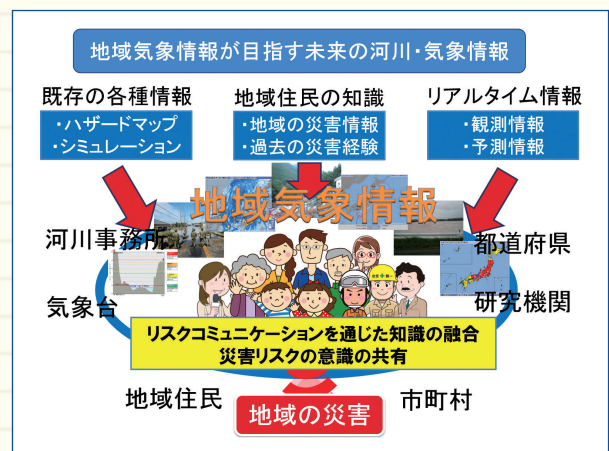 地域気象情報が目指す未来の河川・気象情報
既存の各種情報
・ハザードマップ
・シミュレーション
地域住民の知識
・地域の災害情報
・過去の災害経験
リアルタイム情報
・観測情報
・予測情報
地域気象情報
河川事務所
都道府県
気象台
研究機関
リスクコミュニケーションを通じた知識の融合
災害リスクの意識の共有
地域住民
市町村
地域の災害